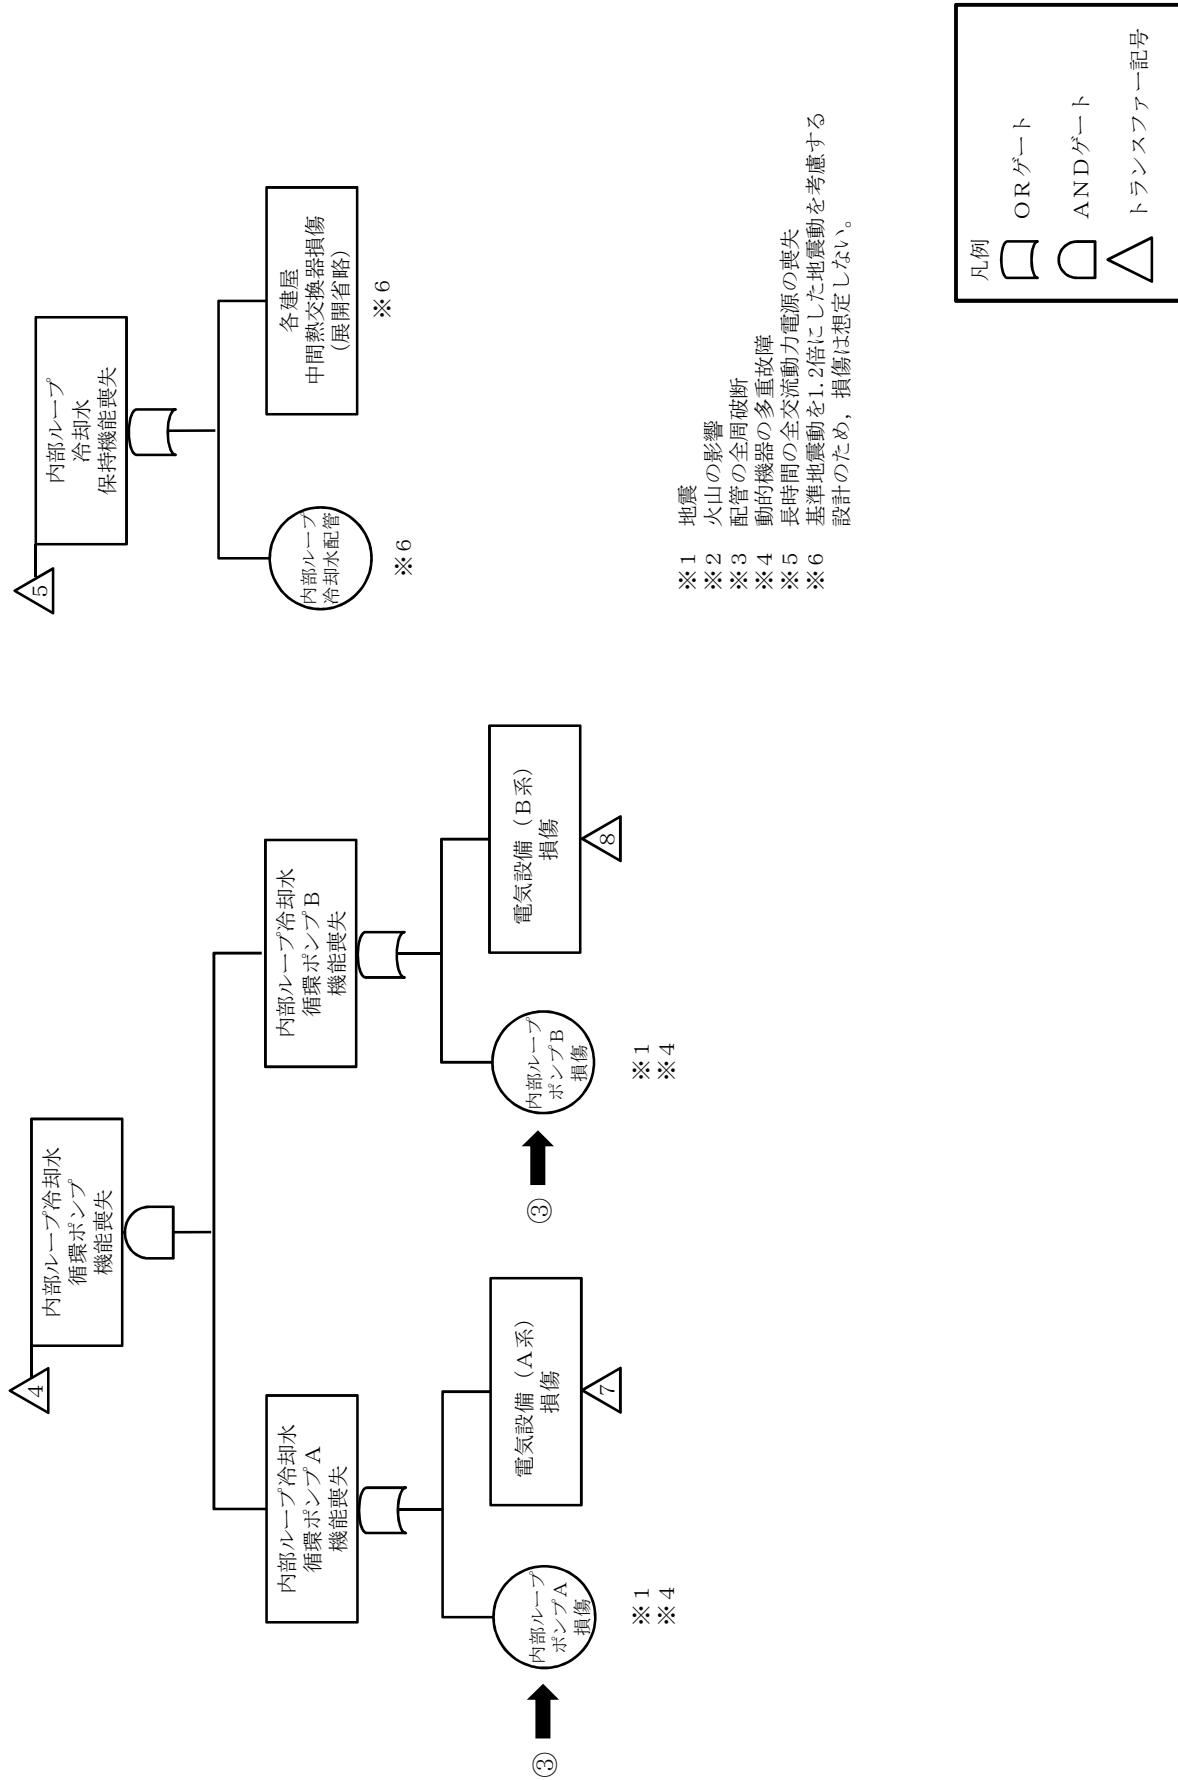 4
内部ループ冷却水
循環ポンプ
機能喪失
内部ループ冷却水
循環ポンプA
機能喪失
内部ループ冷却水
循環ポンプB
機能喪失
③
内部ループ
ポンプA
損傷
※1
※4
電気設備（A系）
損傷
7
③
内部ループ
ポンプB
損傷
※1
※4
電気設備（B系）
損傷
8
5
内部ループ
冷却水
保持機能喪失
内部ループ
冷却水配管
※6
各建屋
中間熱交換器損傷
(展開省略)
※6
※1 地震
※2 火山の影響
※3 配管の全周破断
※4 動的機器の多重故障
※5 長時間の全交流動力電源の喪失
※6 基準地震動を1.2倍にした地震動を考慮する
設計のため，損傷は想定しない。
凡例
ORゲート
ANDゲート
トランスファー記号